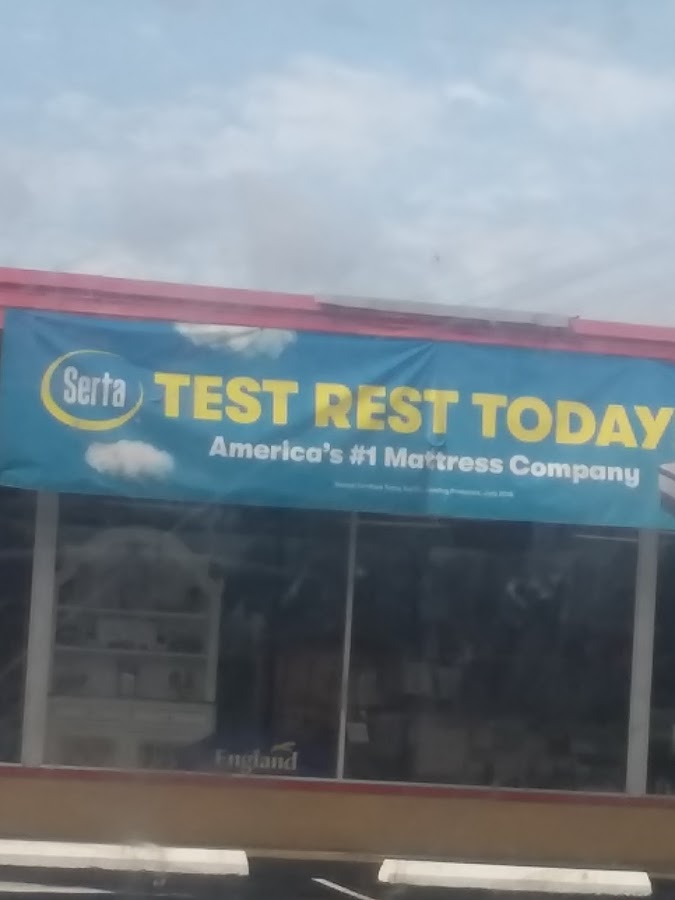 Serta TEST REST TODAY
America's #1 Mattress Company
England